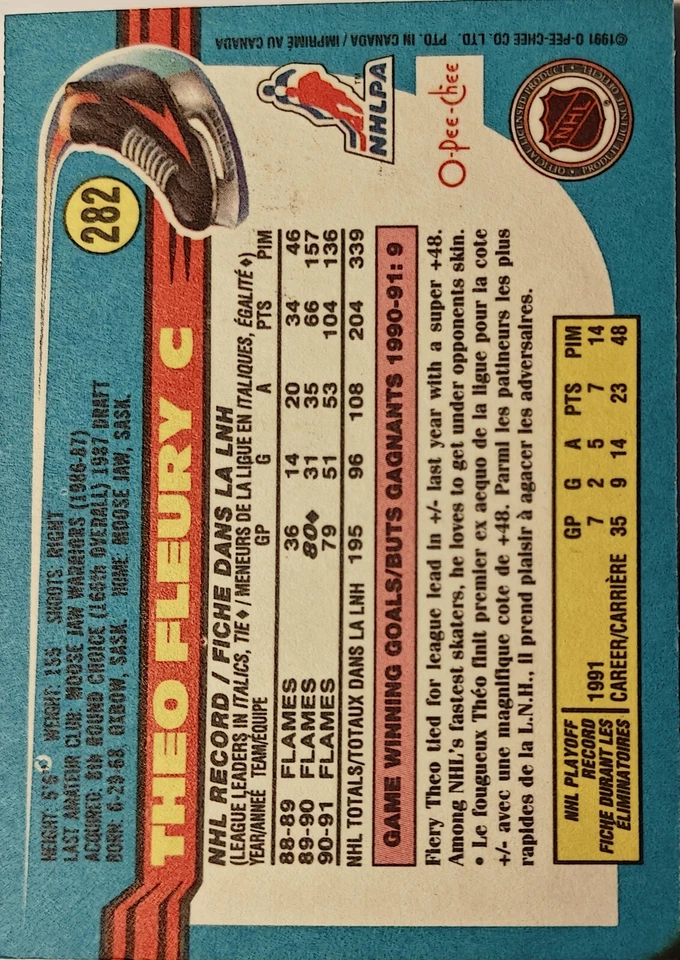 HEIGHT: 5'6" WEIGHT: 155 SHOOTS: RIGHT
LAST AMATEUR CLUB: MOOSE JAW WARRIORS (1986-87)
ACQUIRED: 8th ROUND CHOICE (166th OVERALL) 1987 DRAFT
BORN: 6-29-68 OXBOW, SASK. HOME: MOOSE JAW, SASK.
282
THEO FLEURY C
NHL RECORD / FICHE DANS LA LNH
(LEAGUE LEADERS IN ITALICS, TIE ♦ / MENEURS DE LA LIGUE EN ITALIQUES, ÉGALITÉ ♦)
YEAR/ANNÉE TEAM/ÉQUIPE GP G A PTS PIM
88-89 FLAMES 36 14 20 34 46
89-90 FLAMES 80♦ 31 35 66 157
90-91 FLAMES 79 51 53 104 136
NHL TOTALS/TOTAUX DANS LA LNH 195 96 108 204 339
GAME WINNING GOALS/BUTS GAGNANTS 1990-91: 9
Fiery Theo tied for league lead in +/- last year with a super +48.
Among NHL's fastest skaters, he loves to get under opponents skin.
• Le fougueux Théo finit premier ex aequo de la ligue pour la cote
+/- avec une magnifique cote de +48. Parmi les patineurs les plus
rapides de la L.N.H., il prend plaisir à agacer les adversaires.
NHL PLAYOFF
RECORD
FICHE DURANT LES
ÉLIMINATOIRES
GP G A PTS PIM
1991 7 2 5 7 14
CAREER/CARRIÈRE 35 9 14 23 48
NHLPA
TM
O-Pee-Chee
OFFICIAL LICENSED PRODUCT • PRODUIT LICENCIÉ
NHL
©1991 O-PEE-CHEE CO. LTD. PTD. IN CANADA / IMPRIMÉ AU CANADA